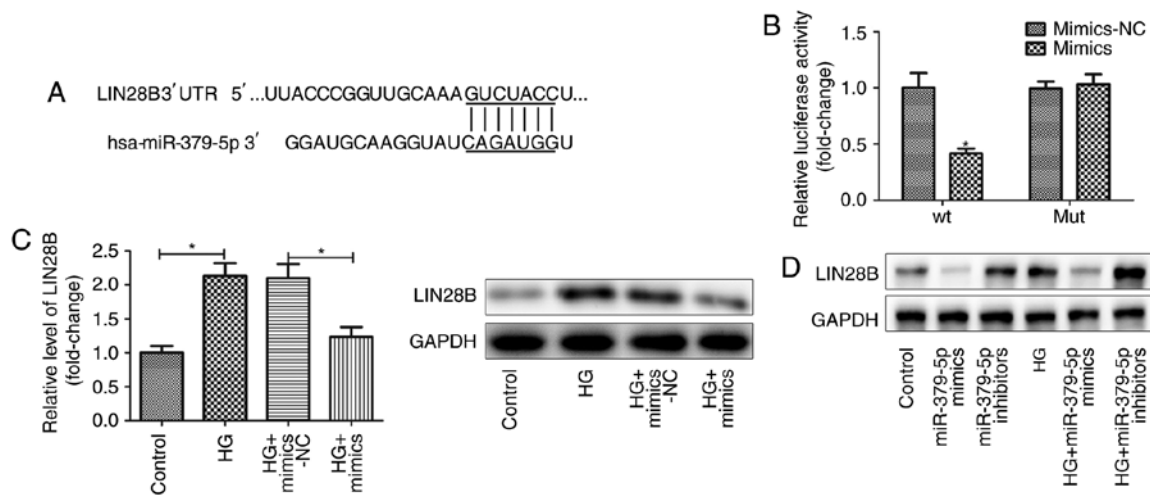 A
LIN28B3′UTR 5′ ...UUACCCGGUUGCAAAGUCUACCU...
hsa-miR-379-5p 3′ GGAUGCAAGGUAUCAGAUGGU
B
Relative luciferase activity
(fold-change)
1.5
1.0
0.5
0.0
*
wt
Mut
Mimics-NC
Mimics
C
Relative level of LIN28B
(fold-change)
2.5
2.0
1.5
1.0
0.5
0.0
*
*
Control
HG
HG+
mimics
-NC
HG+
mimics
LIN28B
GAPDH
Control
HG
HG+
mimics
-NC
HG+
mimics
D
LIN28B
GAPDH
Control
miR-379-5p
mimics
miR-379-5p
inhibitors
HG
HG+miR-379-5p
mimics
HG+miR-379-5p
inhibitors